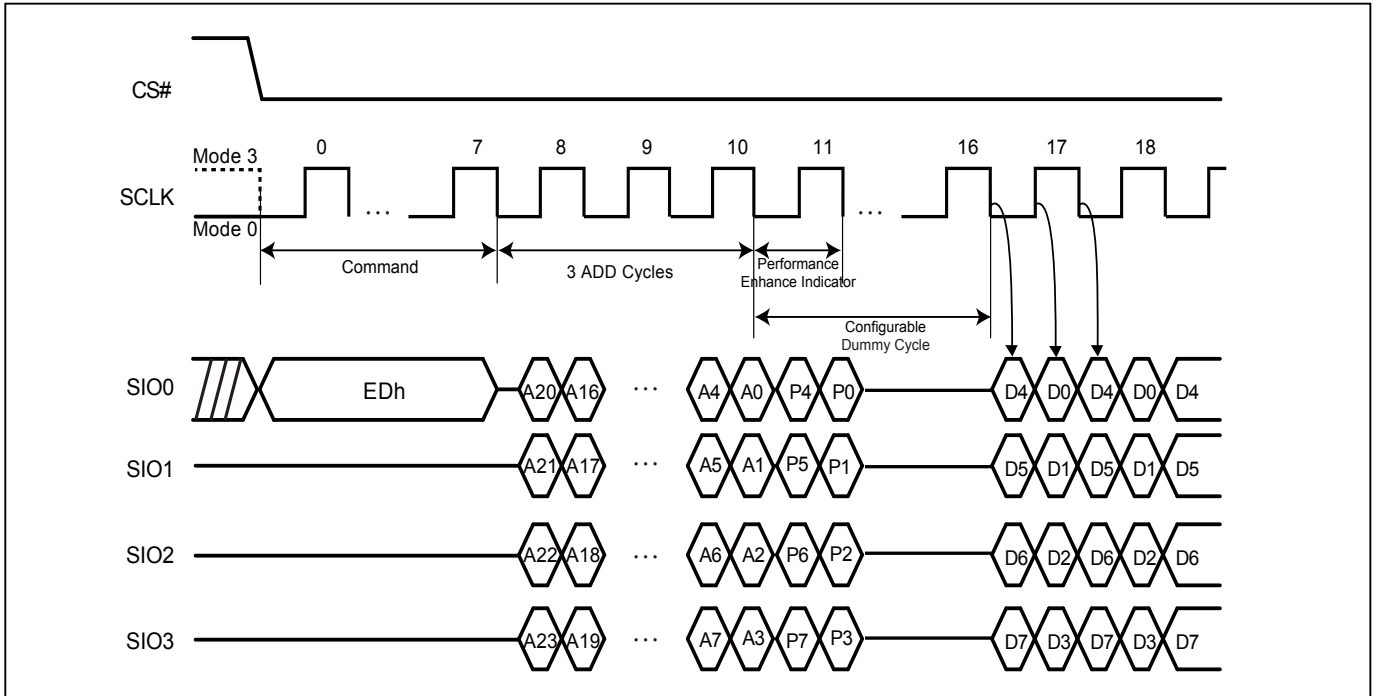 CS#
0 7 8 9 10 11 16 17 18
Mode 3
SCLK
...
...
Mode 0
Command
3 ADD Cycles
Performance
Enhance Indicator
Configurable
Dummy Cycle
SIO0 EDh A20 A16 ... A4 A0 P4 P0 D4 D0 D4 D0 D4
SIO1 A21 A17 ... A5 A1 P5 P1 D5 D1 D5 D1 D5
SIO2 A22 A18 ... A6 A2 P6 P2 D6 D2 D6 D2 D6
SIO3 A23 A19 ... A7 A3 P7 P3 D7 D3 D7 D3 D7